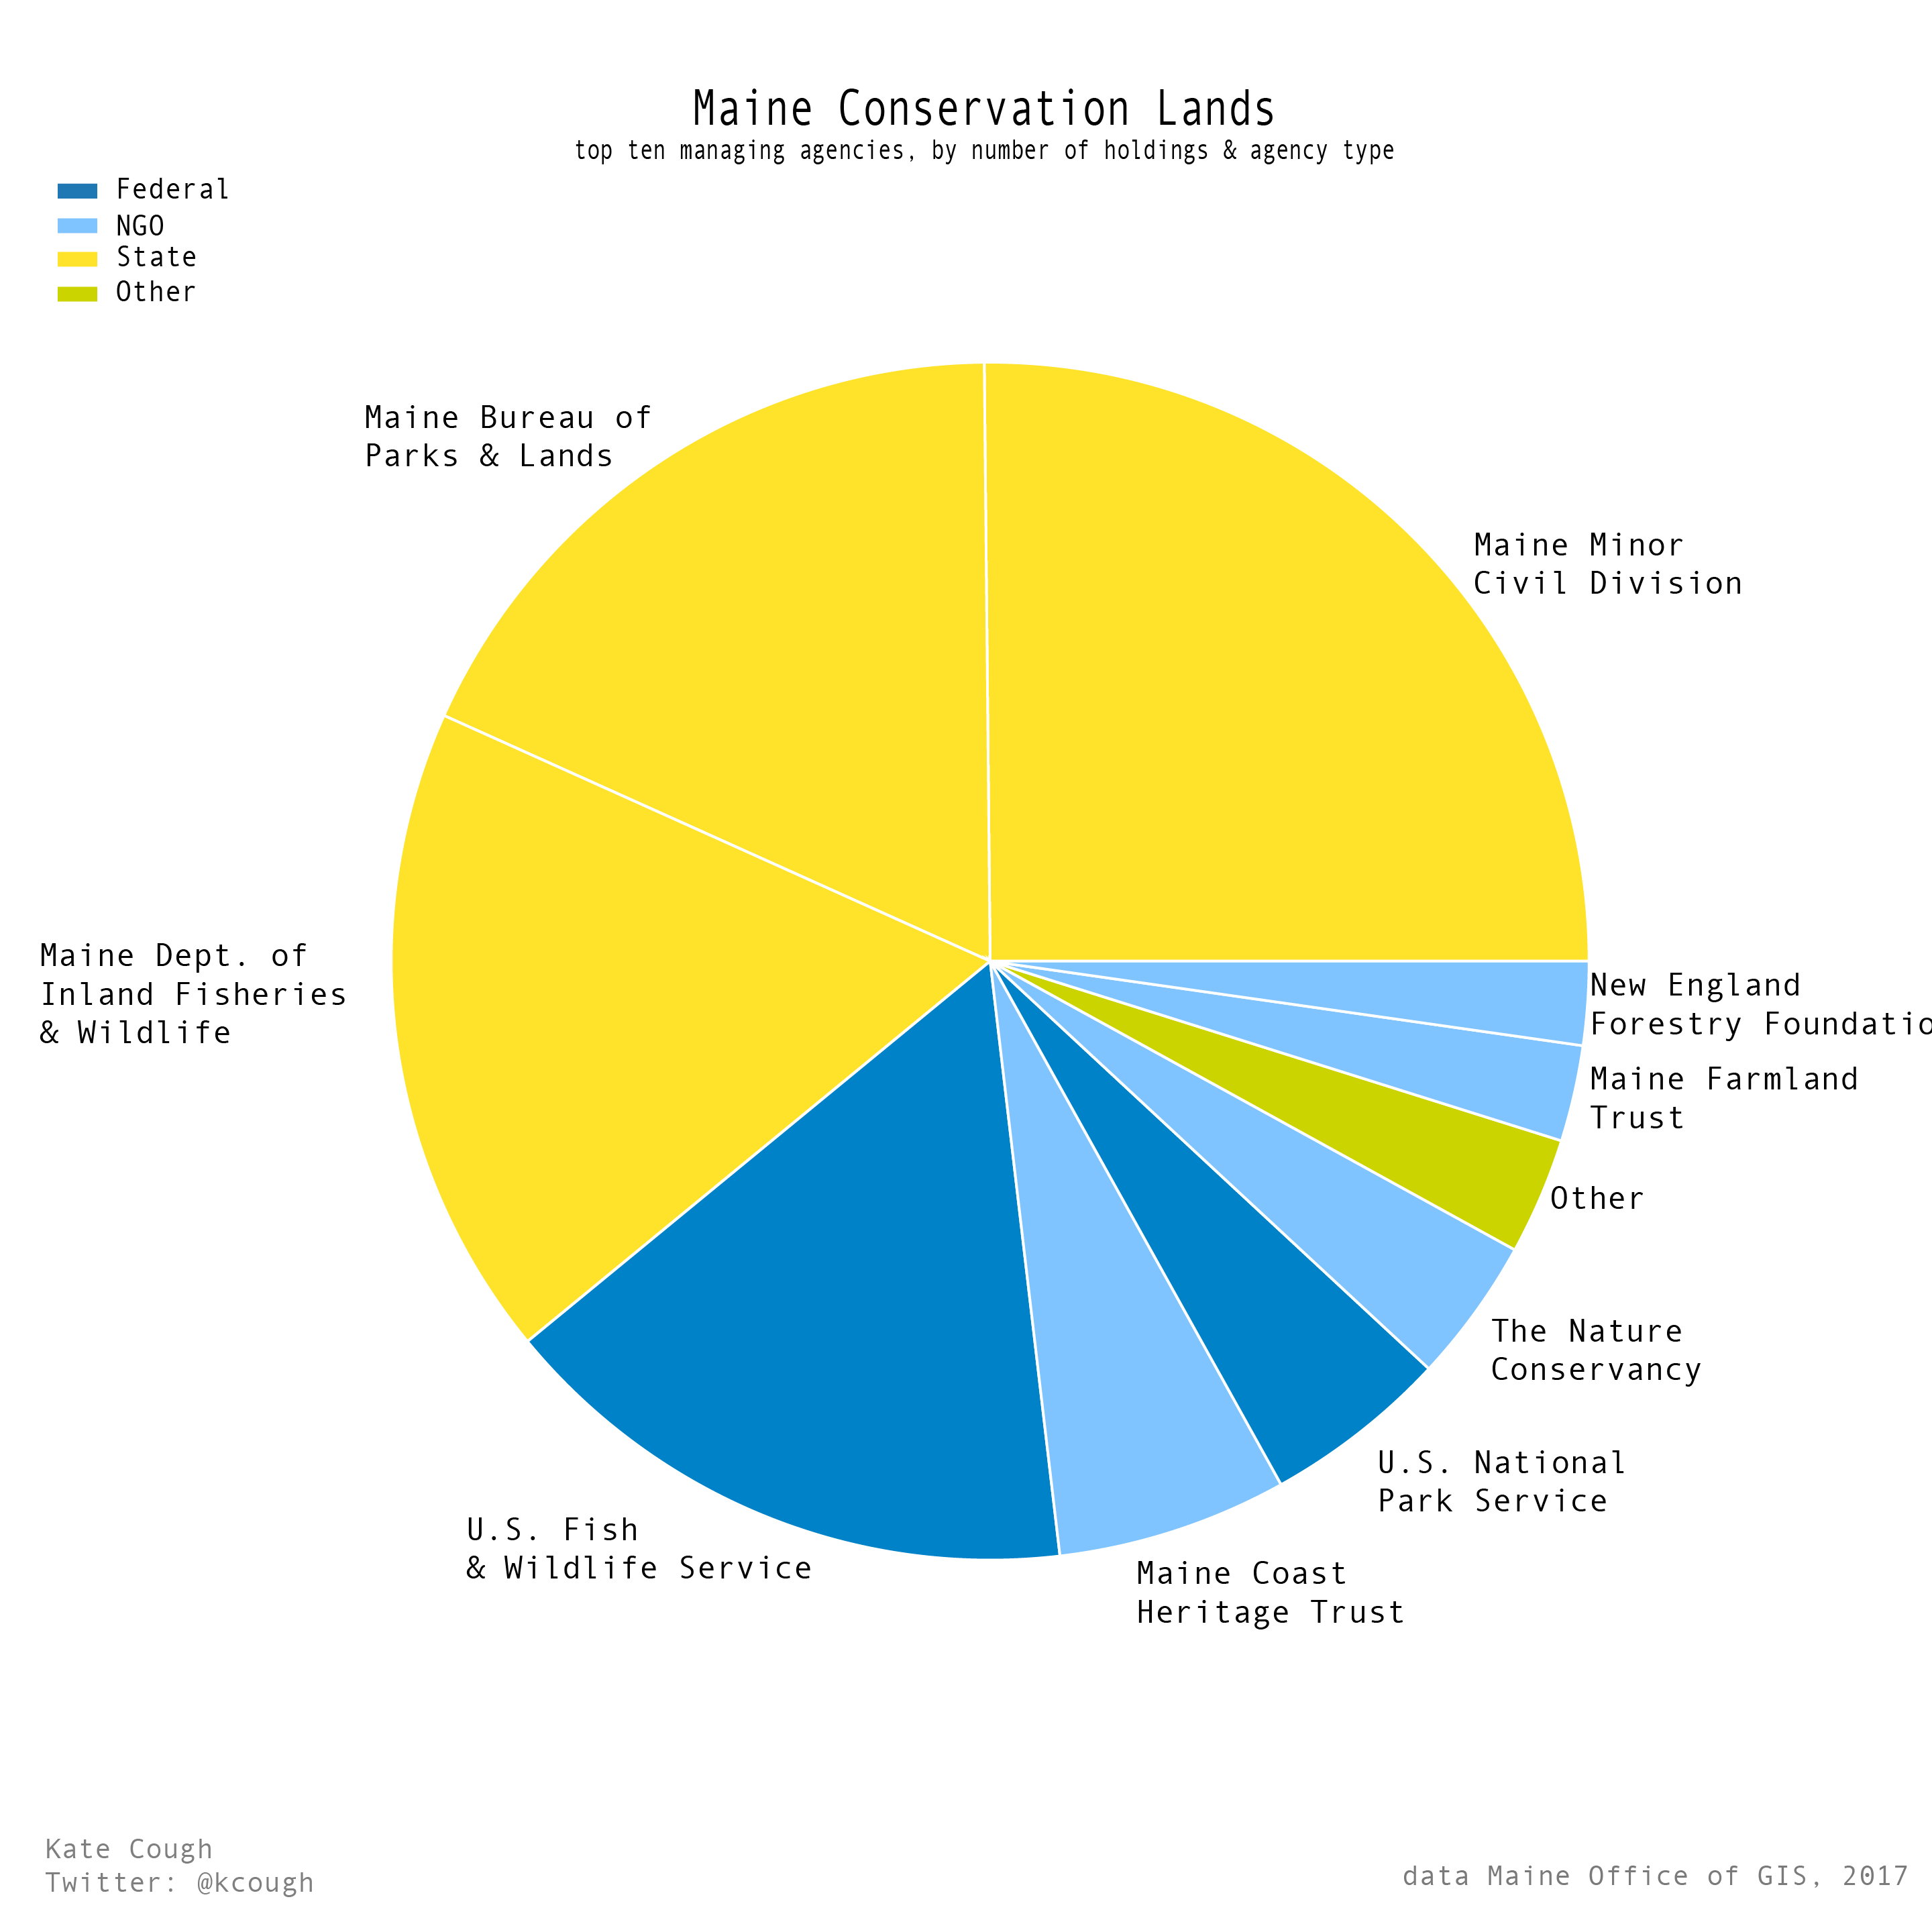 Maine Conservation Lands
top ten managing agencies, by number of holdings & agency type
Federal
NGO
State
Other
Maine Bureau of
Parks & Lands
Maine Minor
Civil Division
Maine Dept. of
Inland Fisheries
& Wildlife
New England
Forestry Foundatio
Maine Farmland
Trust
Other
The Nature
Conservancy
U.S. National
Park Service
U.S. Fish
& Wildlife Service
Maine Coast
Heritage Trust
Kate Cough
Twitter: @kcough
data Maine Office of GIS, 2017